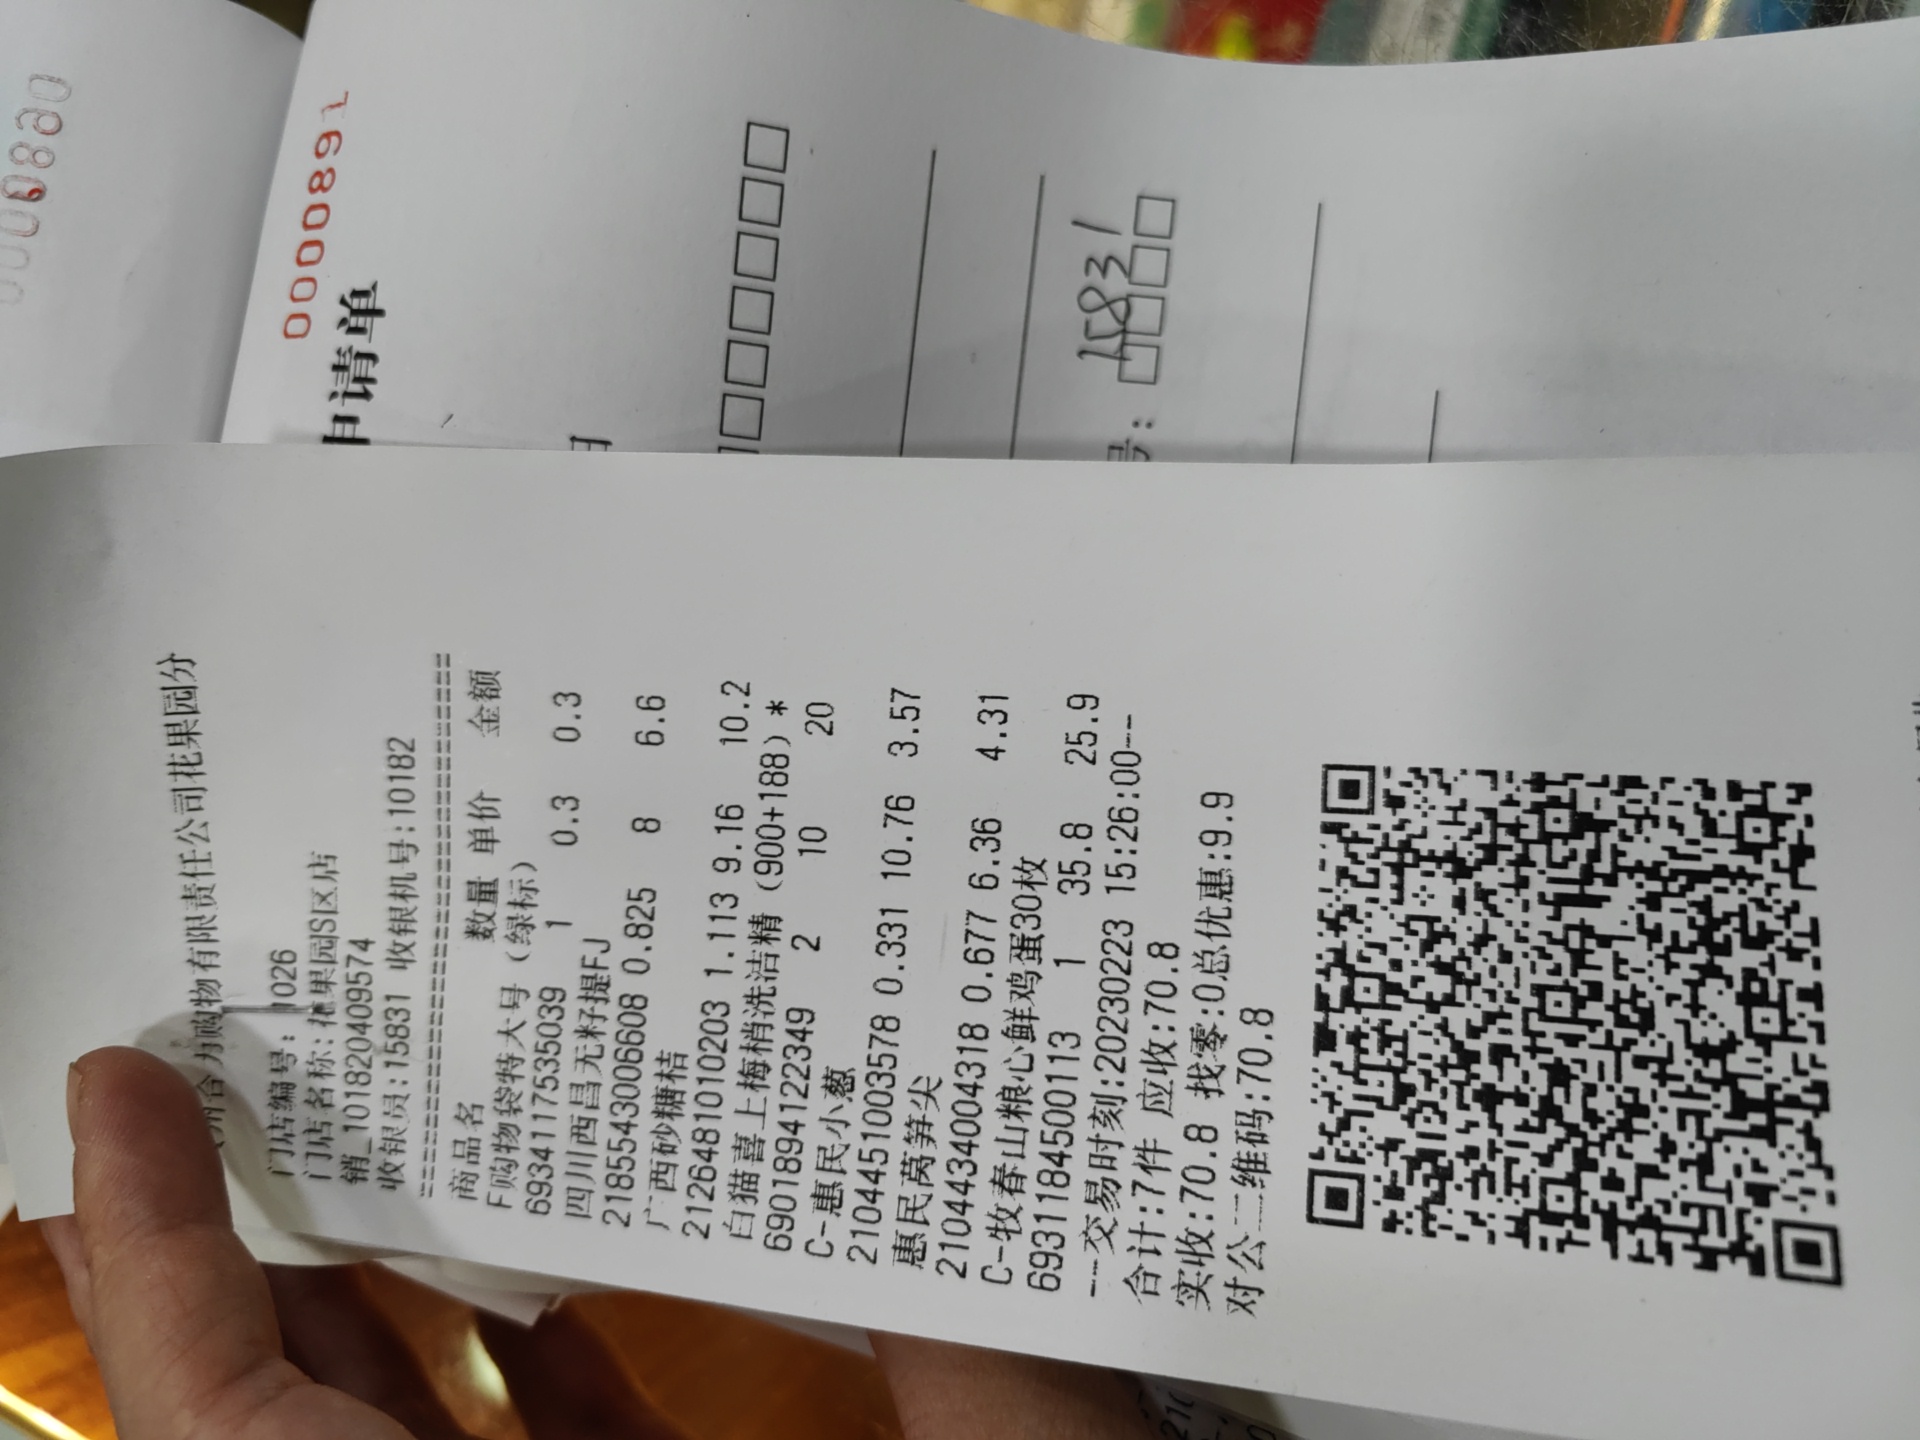 0000891
申请单
号:
15831
合力购物有限责任公司花果园分
门店编号: 1026
门店名称:花果园S区店
销_101820409574
收银员:15831 收银机号:10182
商品名 数量 单价 金额
F购物袋特大号(绿标)
6934117535039 1 0.3 0.3
四川西昌无籽提FJ
2185543006608 0.825 8 6.6
广西砂糖桔
2126481010203 1.113 9.16 10.2
白猫喜上梅梢洗洁精(900+188)*
6901894122349 2 10 20
C-惠民小葱
2104451003578 0.331 10.76 3.57
惠民莴笋尖
2104434004318 0.677 6.36 4.31
C-牧春山粮心鲜鸡蛋30枚
6931184500113 1 35.8 25.9
--交易时刻:20230223 15:26:00--
合计:7件 应收:70.8
实收:70.8 找零:0总优惠:9.9
对公二维码:70.8